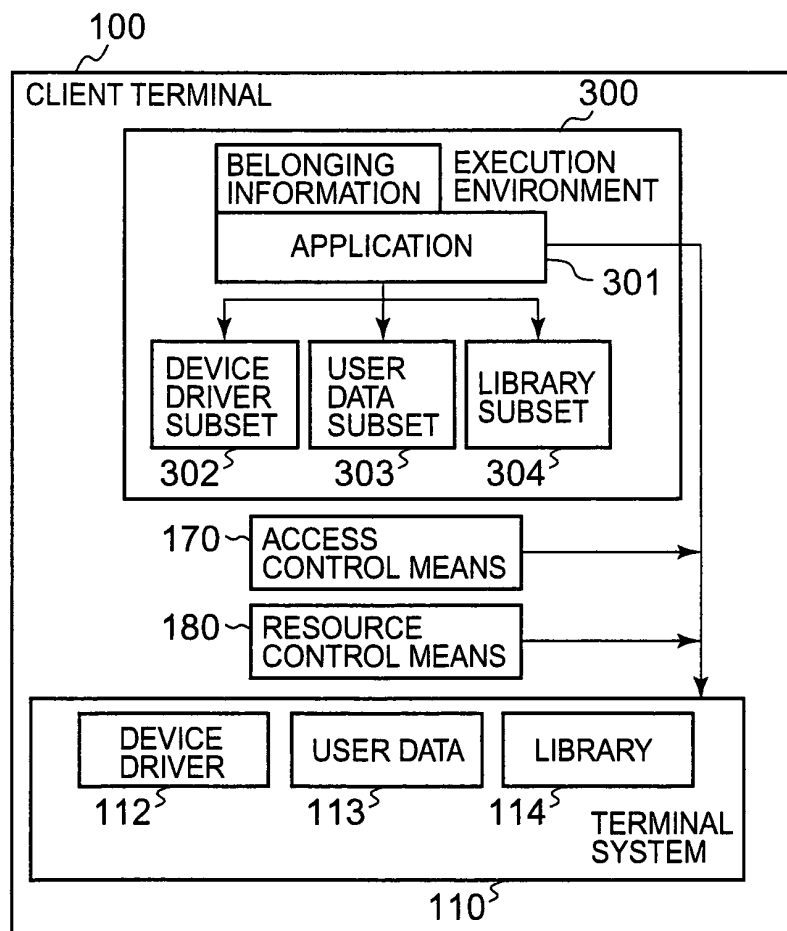 100
CLIENT TERMINAL
300
BELONGING
INFORMATION
EXECUTION
ENVIRONMENT
APPLICATION
301
DEVICE
DRIVER
SUBSET
USER
DATA
SUBSET
LIBRARY
SUBSET
302
303
304
170
ACCESS
CONTROL MEANS
180
RESOURCE
CONTROL MEANS
DEVICE
DRIVER
USER DATA
LIBRARY
112
113
114
TERMINAL
SYSTEM
110